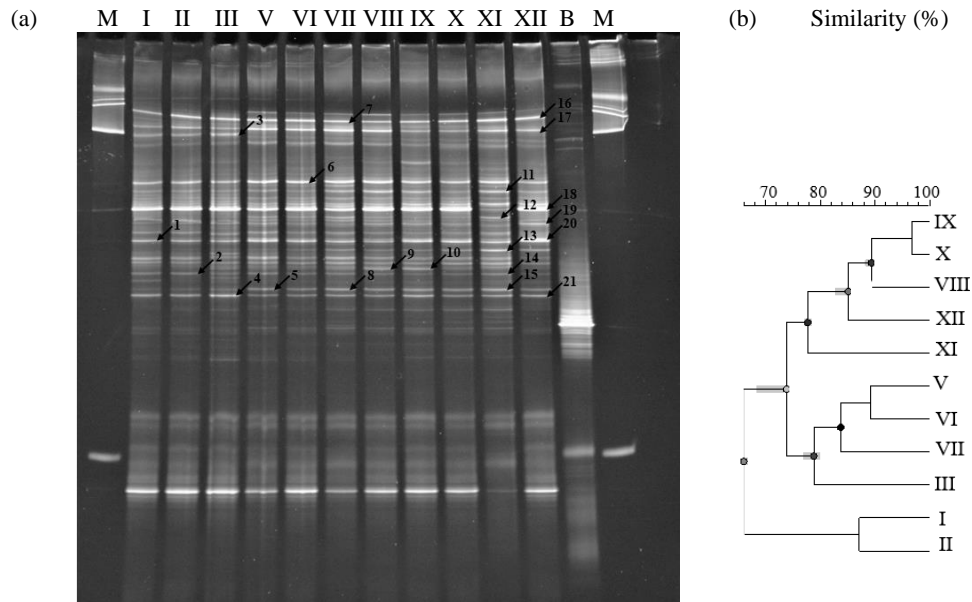 (a) M I II III V VI VII VIII IX X XI XII B M (b) Similarity (%)
7 16
3 17
6 11
18
12 19
1 20
13
2 9 10 14
4 5 8 15 21
70 80 90 100
IX
X
VIII
XII
XI
V
VI
VII
III
I
II